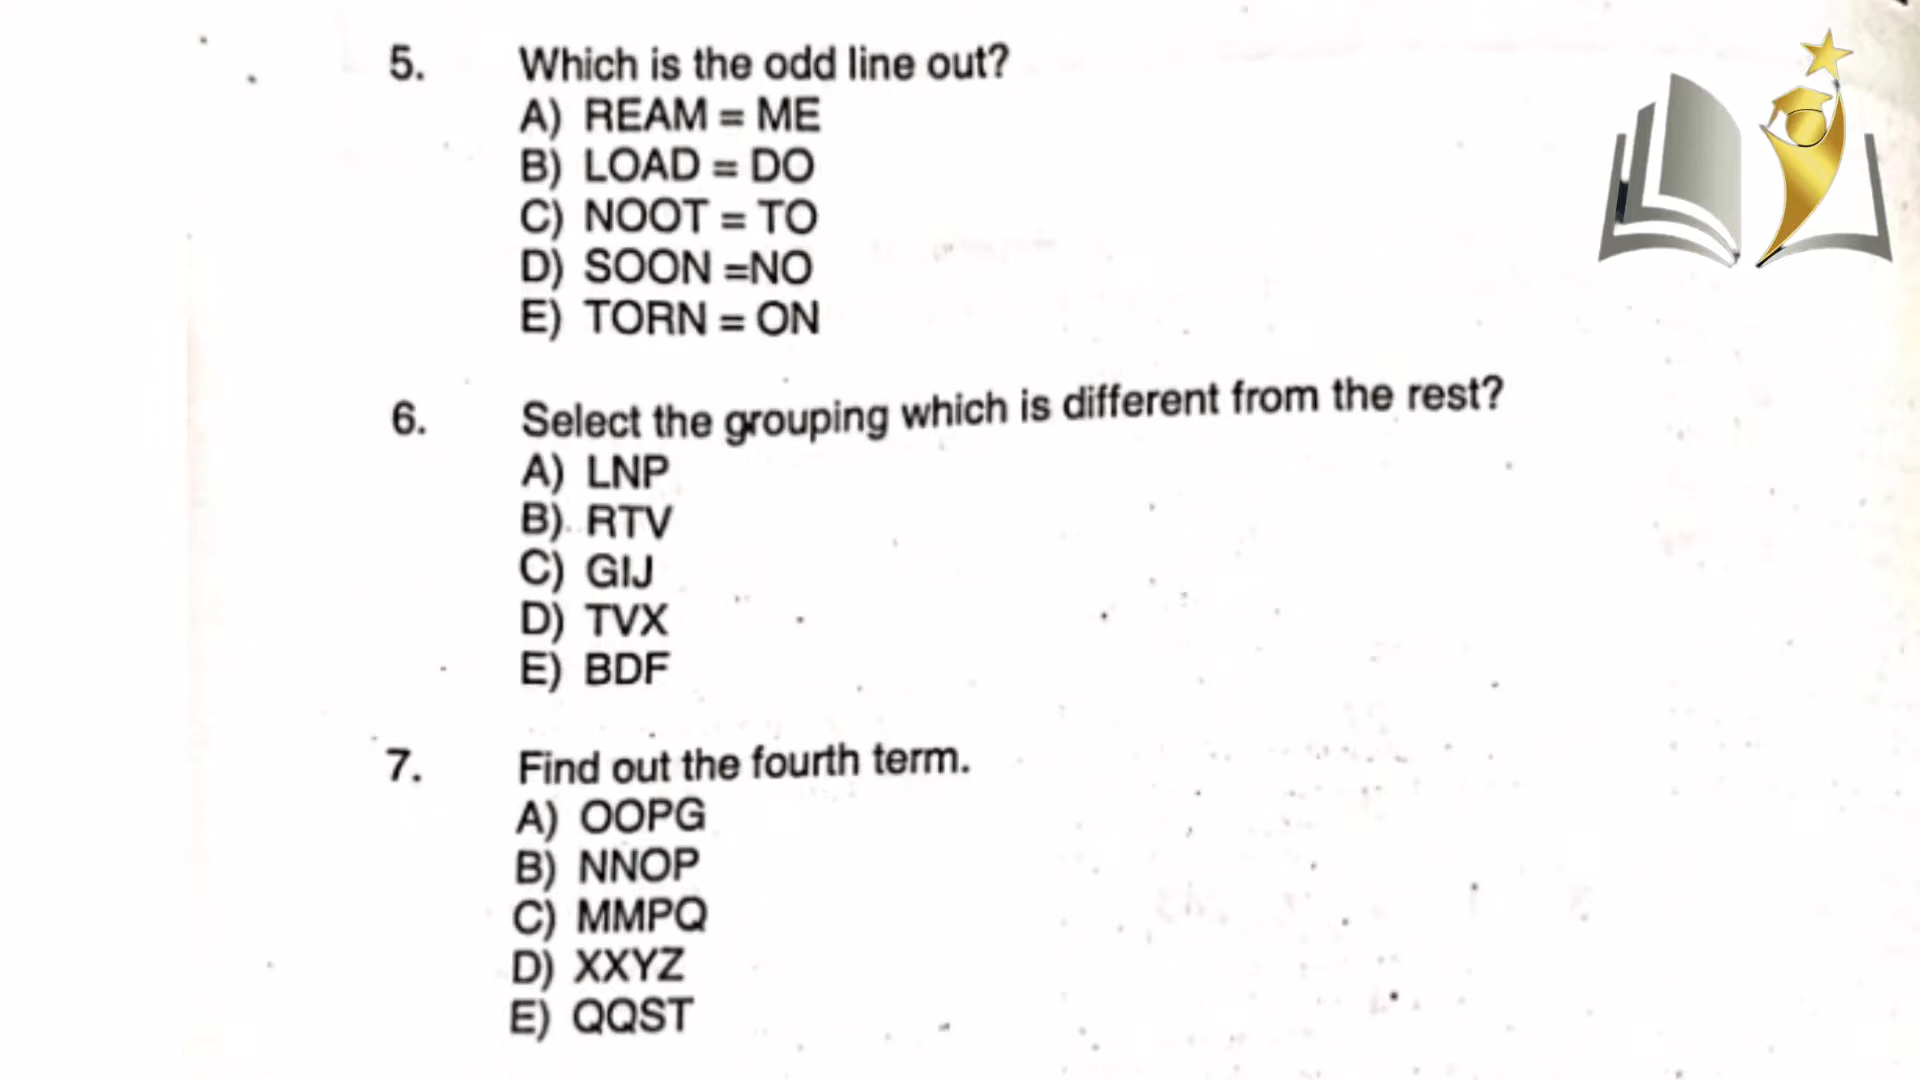 5. Which is the odd line out?
A) REAM = ME
B) LOAD = DO
C) NOOT = TO
D) SOON =NO
E) TORN = ON
6. Select the grouping which is different from the rest?
A) LNP
B) RTV
C) GIJ
D) TVX
E) BDF
7. Find out the fourth term.
A) OOPG
B) NNOP
C) MMPQ
D) XXYZ
E) QQST